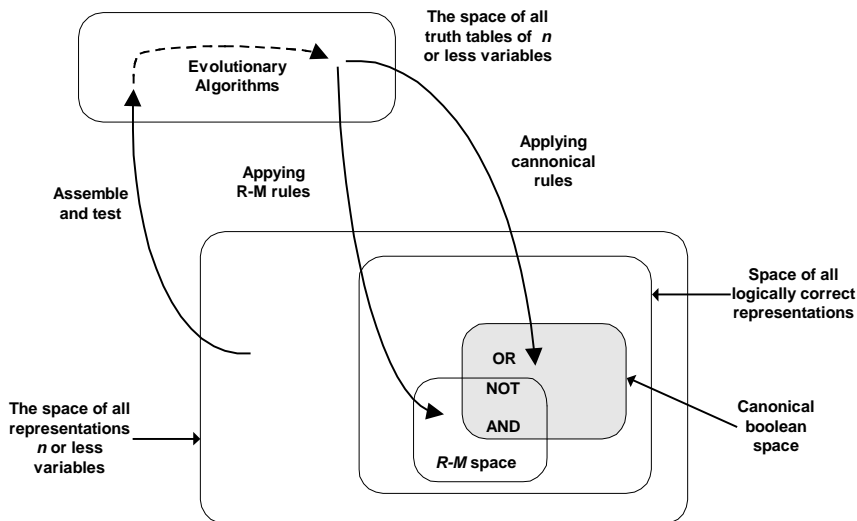 The space of all
truth tables of n
or less variables
Evolutionary
Algorithms
Applying
cannonical
rules
Appying
R-M rules
Assemble
and test
Space of all
logically correct
representations
OR
NOT
AND
R-M space
The space of all
representations
n or less
variables
Canonical
boolean
space